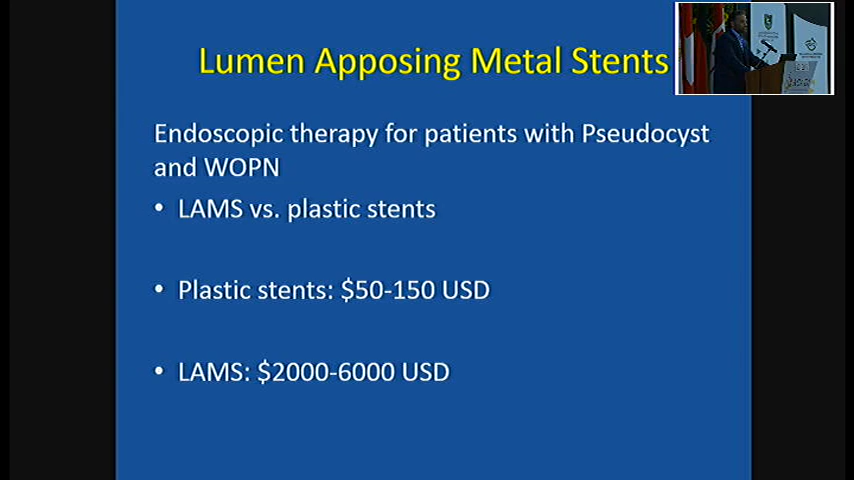 Lumen Apposing Metal Stents
Endoscopic therapy for patients with Pseudocyst
and WOPN
• LAMS vs. plastic stents
• Plastic stents: $50-150 USD
• LAMS: $2000-6000 USD